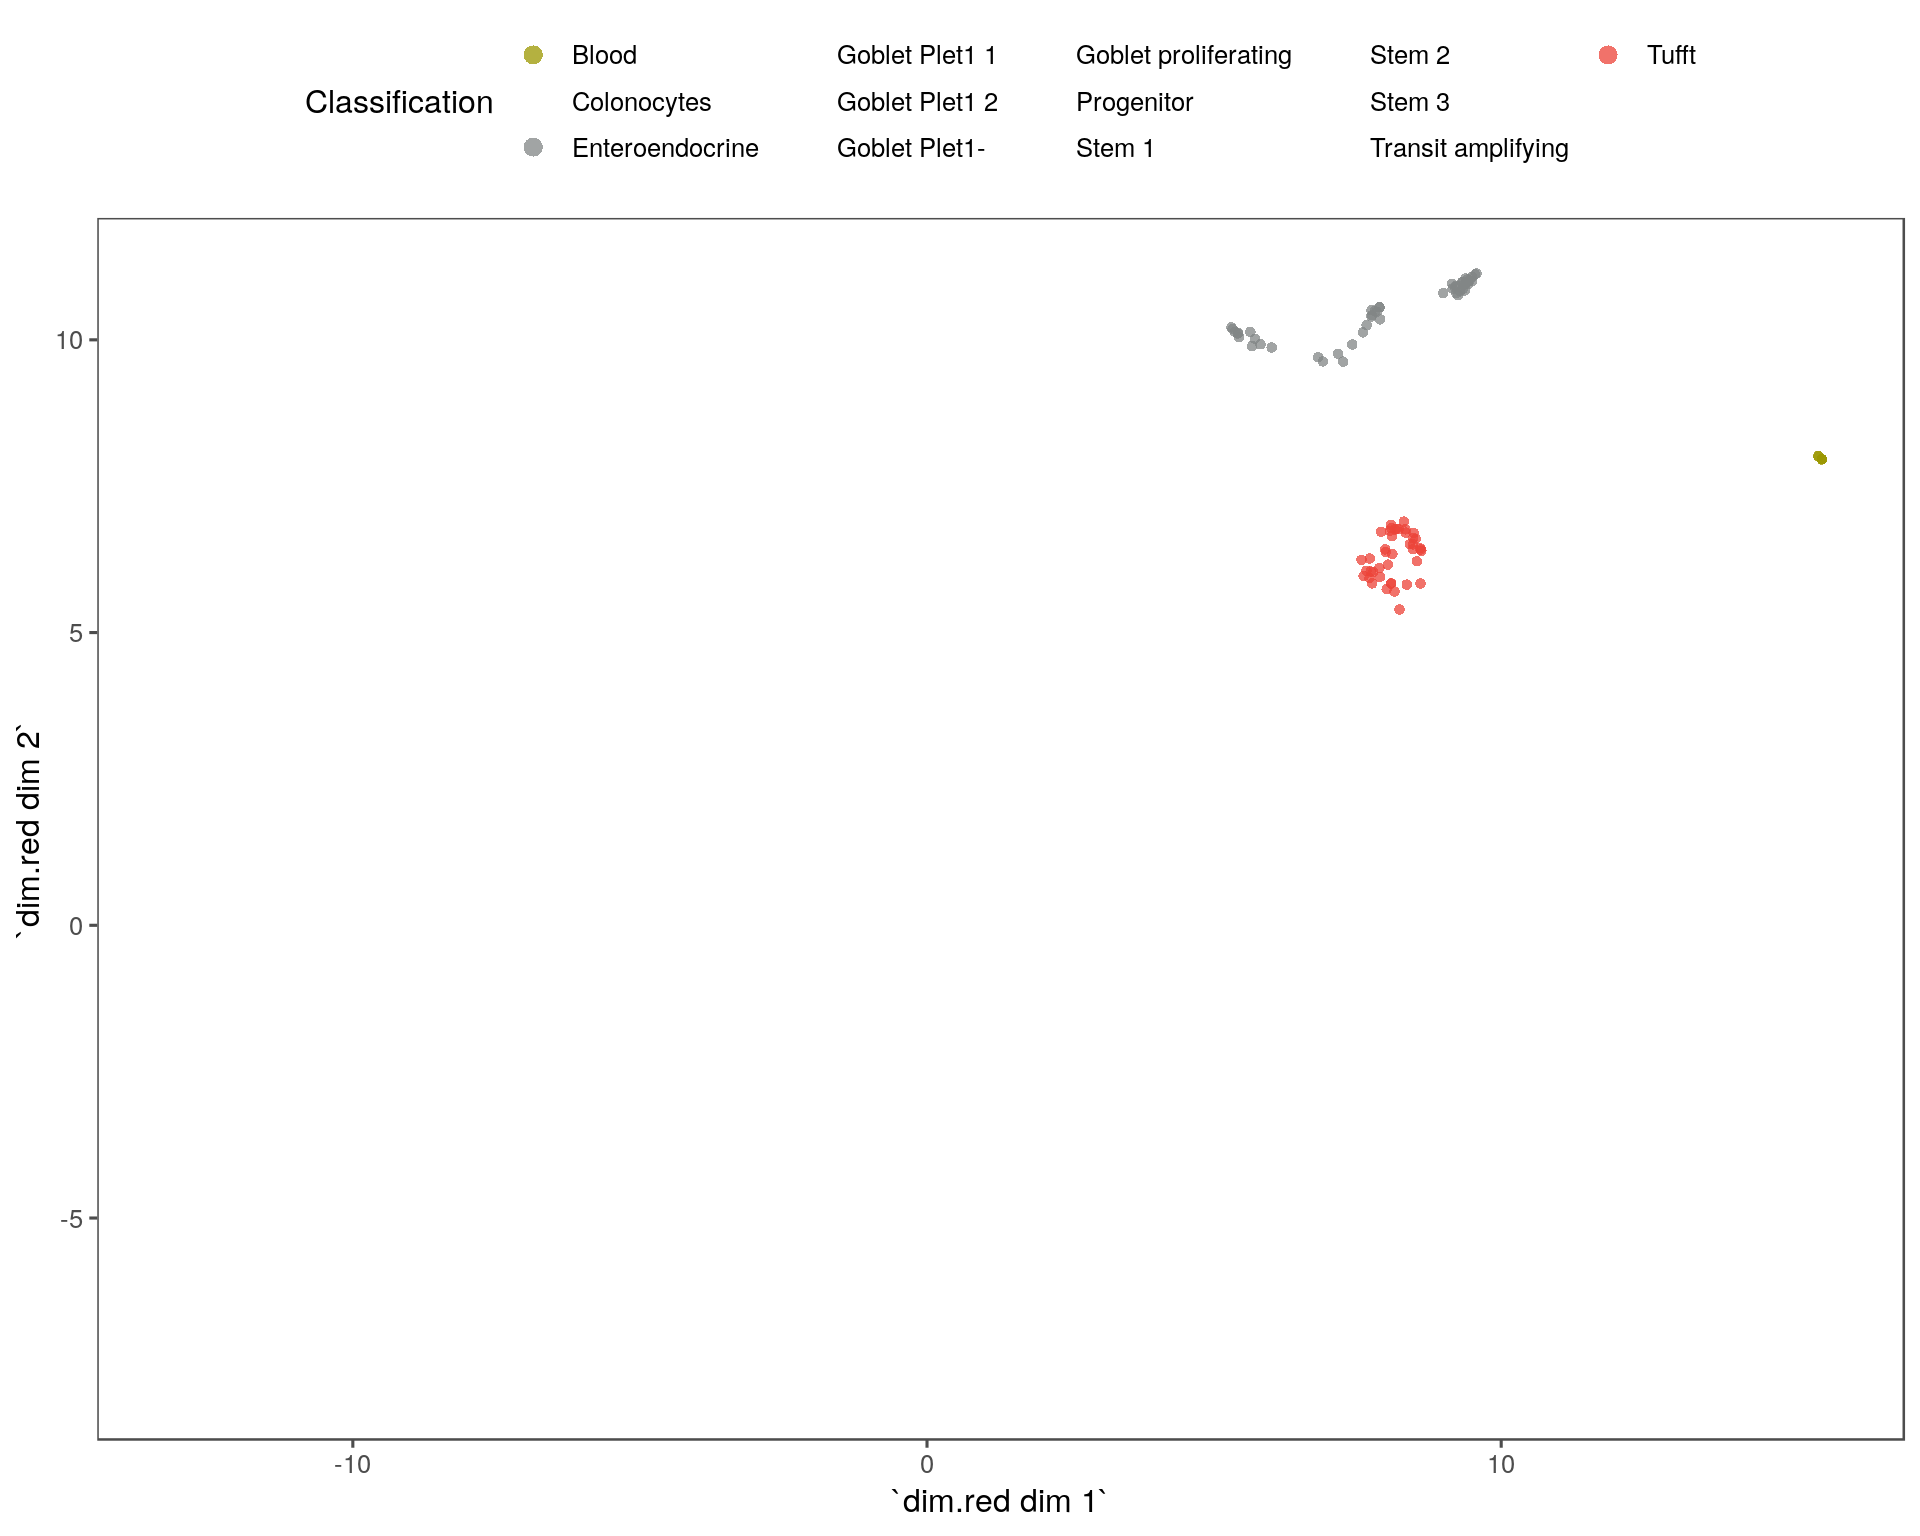 Classification
Blood
Colonocytes
Enteroendocrine
Goblet Plet1 1
Goblet Plet1 2
Goblet Plet1-
Goblet proliferating
Progenitor
Stem 1
Stem 2
Stem 3
Transit amplifying
Tufft
`dim.red dim 2`
10
5
0
-5
-10
0
10
`dim.red dim 1`